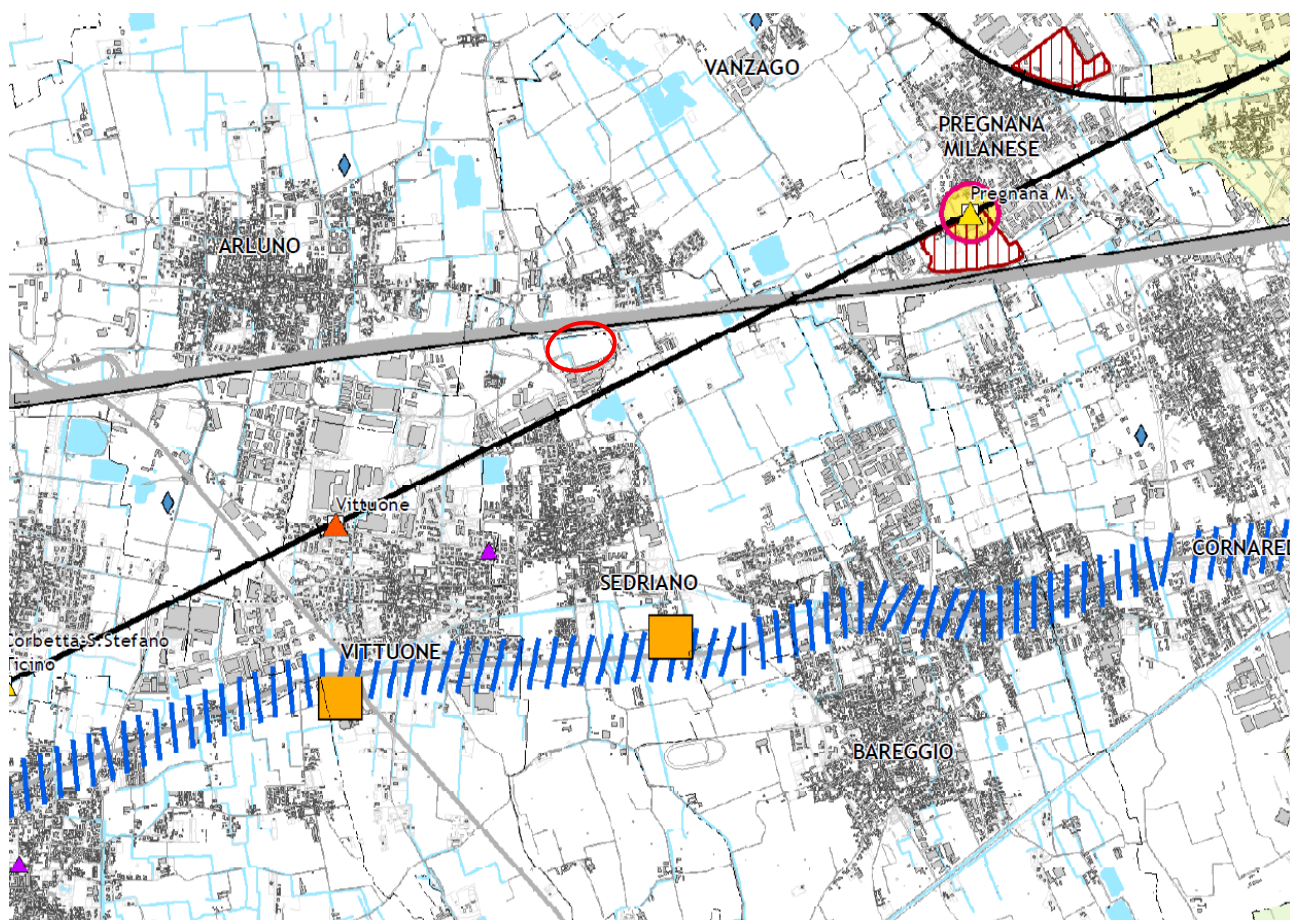 VANZAGO
PREGNANA
MILANESE
Pregnana M.
ARLUNO
Vittuone
CORNARED
SEDRIANO
Corbetta-S. Stefano
Ticino
VITTUONE
BAREGGIO